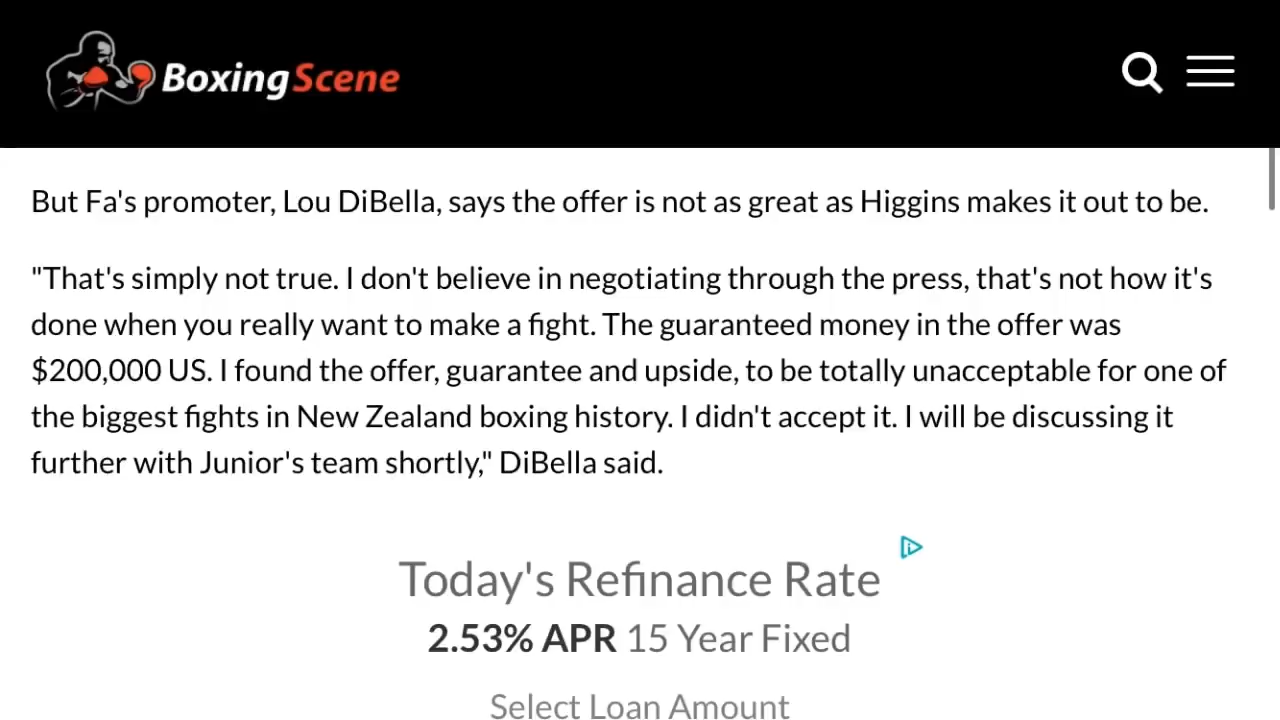 BoxingScene
But Fa's promoter, Lou DiBella, says the offer is not as great as Higgins makes it out to be.
"That's simply not true. I don't believe in negotiating through the press, that's not how it's
done when you really want to make a fight. The guaranteed money in the offer was
$200,000 US. I found the offer, guarantee and upside, to be totally unacceptable for one of
the biggest fights in New Zealand boxing history. I didn't accept it. I will be discussing it
further with Junior's team shortly," DiBella said.
Today's Refinance Rate
2.53% APR 15 Year Fixed
Select Loan Amount